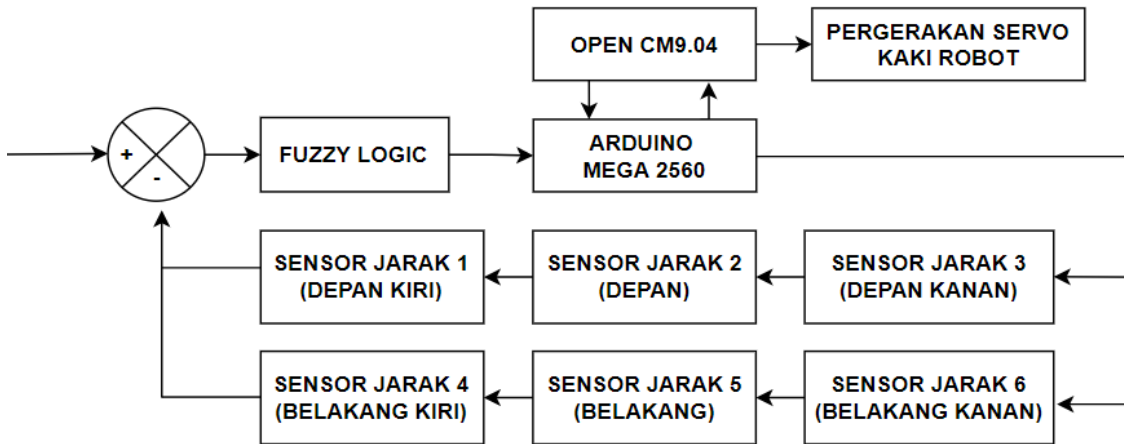 OPEN CM9.04
PERGERAKAN SERVO
KAKI ROBOT
+
-
FUZZY LOGIC
ARDUINO
MEGA 2560
SENSOR JARAK 1
(DEPAN KIRI)
SENSOR JARAK 2
(DEPAN)
SENSOR JARAK 3
(DEPAN KANAN)
SENSOR JARAK 4
(BELAKANG KIRI)
SENSOR JARAK 5
(BELAKANG)
SENSOR JARAK 6
(BELAKANG KANAN)